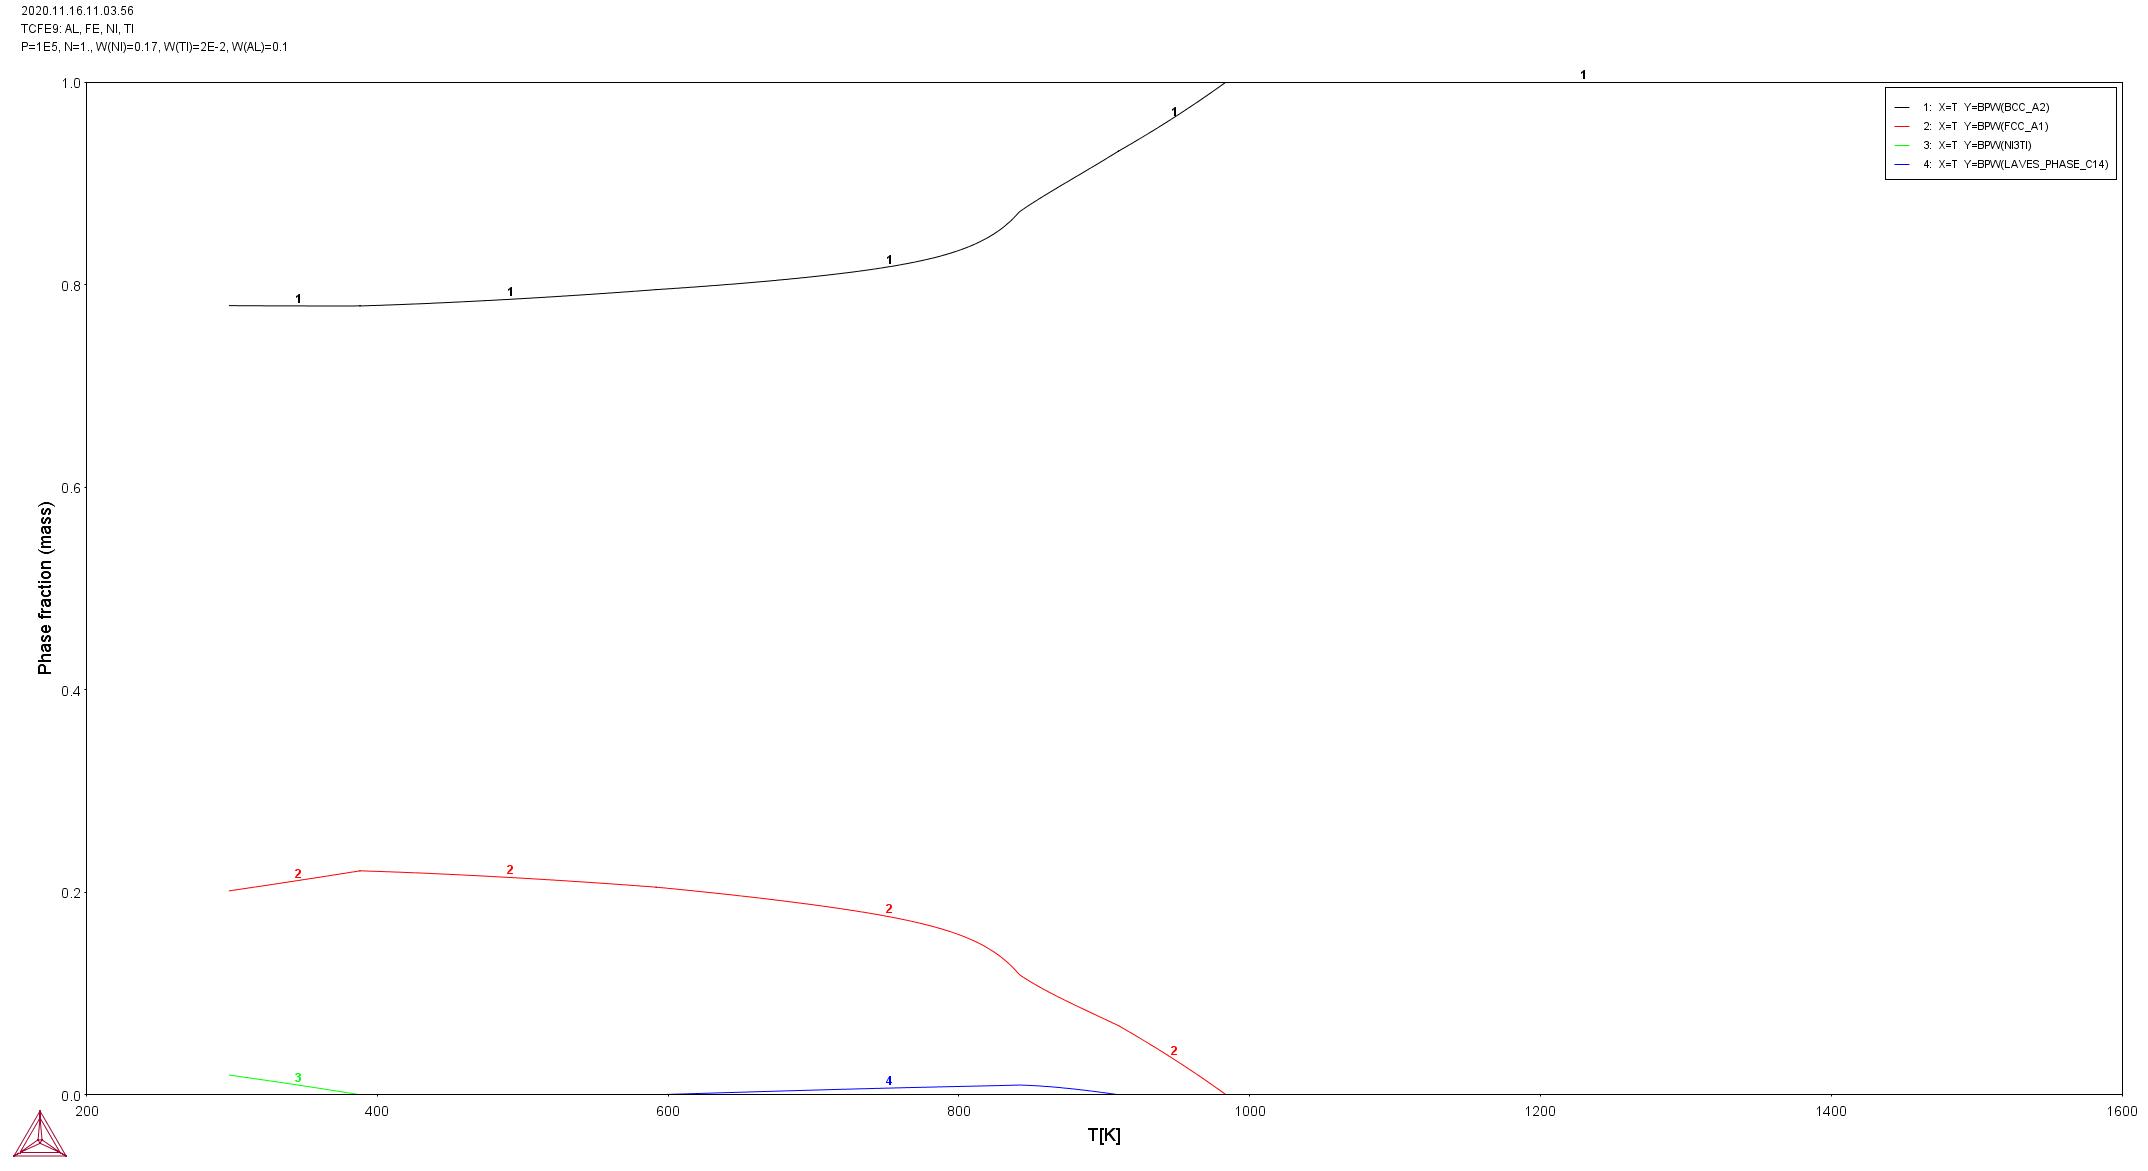 2020.11.16.11.03.56
TCFE9: AL, FE, NI, TI
P=1E5, N=1., W(NI)=0.17, W(TI)=2E-2, W(AL)=0.1
1
1.0
1: X=T Y=BPW(BCC_A2)
2: X=T Y=BPW(FCC_A1)
3: X=T Y=BPW(NI3TI)
4: X=T Y=BPW(LAVES_PHASE_C14)
1
1
0.8
1
1
0.6
Phase fraction (mass)
0.4
2
2
0.2
2
2
3
4
0.0
200 400 600 800 1000 1200 1400 1600
T[K]